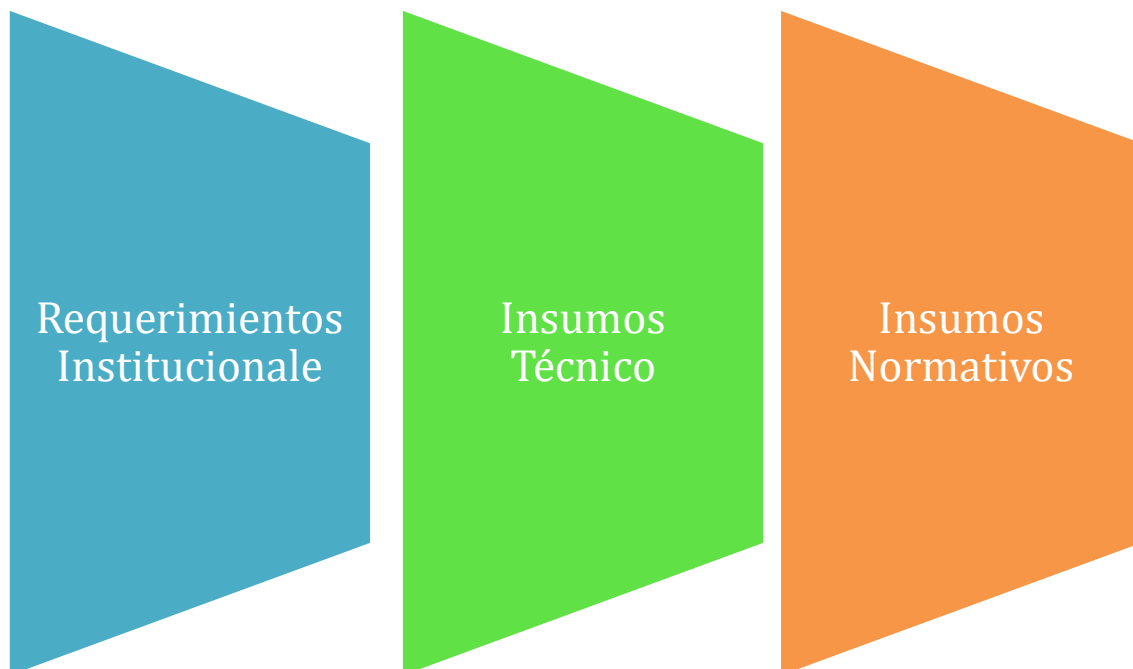 Requerimientos
Institucionale
Insumos
Técnico
Insumos
Normativos